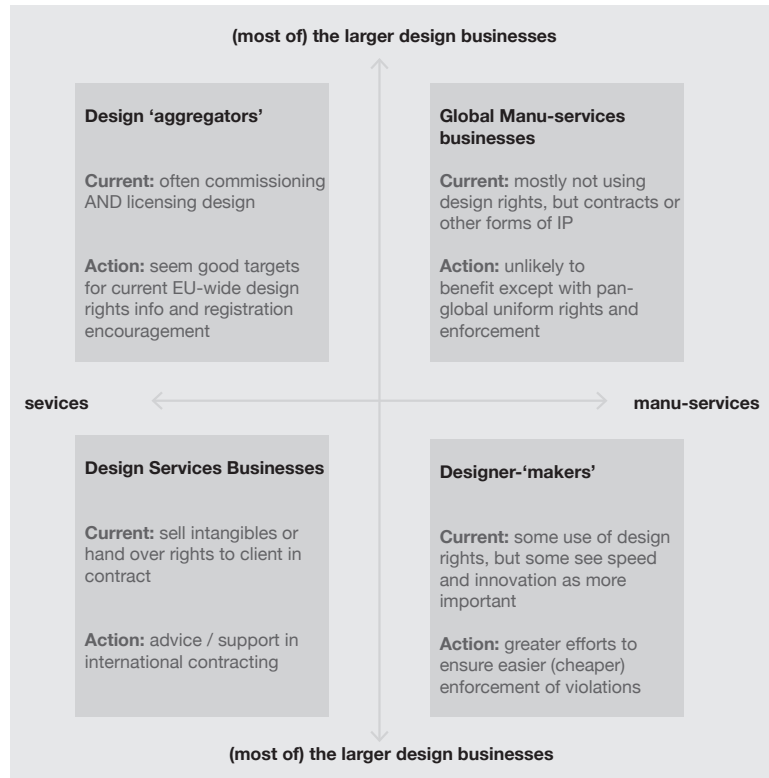 (most of) the larger design businesses
Design ‘aggregators’
Current: often commissioning
AND licensing design
Action: seem good targets
for current EU-wide design
rights info and registration
encouragement
Global Manu-services
businesses
Current: mostly not using
design rights, but contracts or
other forms of IP
Action: unlikely to
benefit except with pan-
global uniform rights and
enforcement
sevices
manu-services
Design Services Businesses
Current: sell intangibles or
hand over rights to client in
contract
Action: advice / support in
international contracting
Designer-‘makers’
Current: some use of design
rights, but some see speed
and innovation as more
important
Action: greater efforts to
ensure easier (cheaper)
enforcement of violations
(most of) the larger design businesses